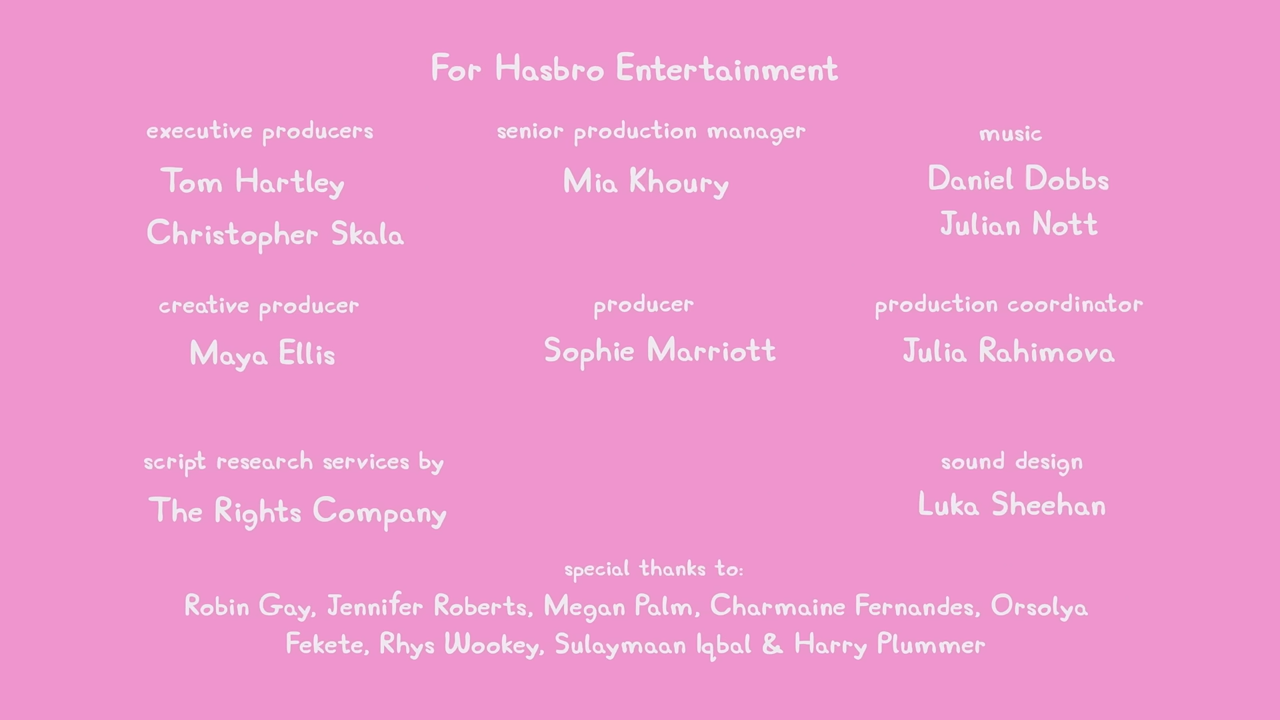 For Hasbro Entertainment
executive producers
Tom Hartley
Christopher Skala
senior production manager
Mia Khoury
music
Daniel Dobbs
Julian Nott
creative producer
Maya Ellis
producer
Sophie Marriott
production coordinator
Julia Rahimova
script research services by
The Rights Company
sound design
Luka Sheehan
special thanks to:
Robin Gay, Jennifer Roberts, Megan Palm, Charmaine Fernandes, Orsolya
Fekete, Rhys Wookey, Sulaymaan Iqbal & Harry Plummer